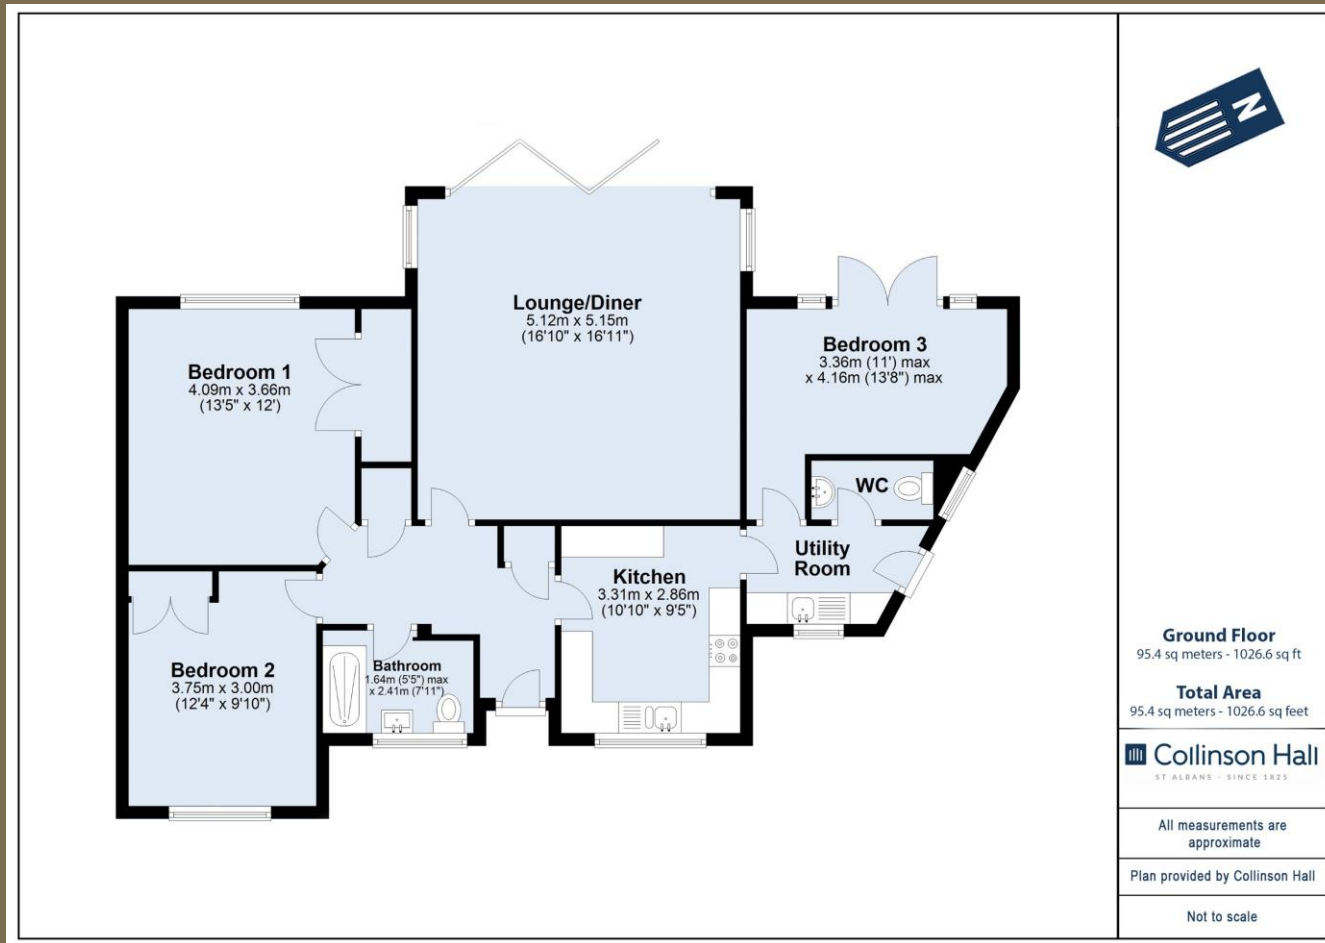 N
Lounge/Diner
5.12m x 5.15m
(16'10" x 16'11")
Bedroom 1
4.09m x 3.66m
(13'5" x 12')
Bedroom 3
3.36m (11') max
x 4.16m (13'8") max
WC
Utility
Room
Kitchen
3.31m x 2.86m
(10'10" x 9'5")
Bedroom 2
3.75m x 3.00m
(12'4" x 9'10")
Bathroom
1.64m (5'5") max
x 2.41m (7'11")
Ground Floor
95.4 sq meters - 1026.6 sq ft
Total Area
95.4 sq meters - 1026.6 sq feet
Collinson Hall
ST ALBANS - SINCE 1825
All measurements are
approximate
Plan provided by Collinson Hall
Not to scale